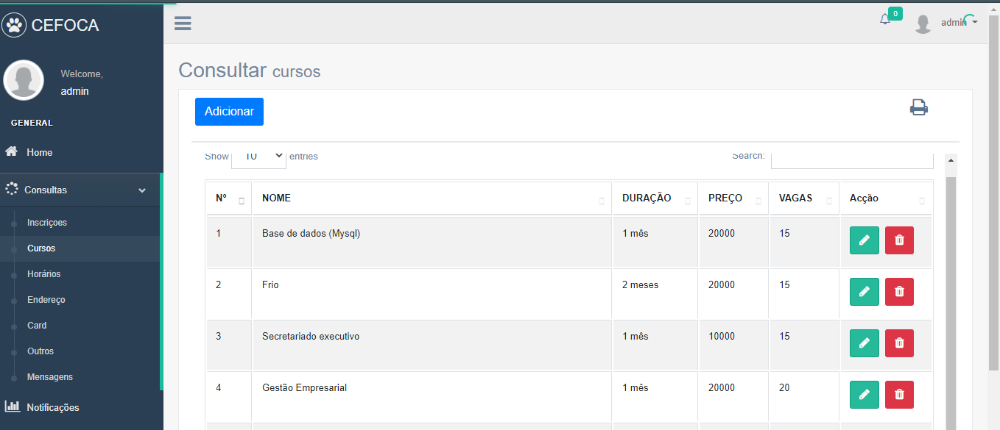 CEFOCA
0
admin
Welcome,
admin
GENERAL
Home
Consultas
Inscriçoes
Cursos
Horários
Endereço
Card
Outros
Mensagens
Notificações
Consultar cursos
Adicionar
Show 10 entries
Search:
Nº NOME DURAÇÃO PREÇO VAGAS Acção
1 Base de dados (Mysql) 1 mês 20000 15
2 Frio 2 meses 20000 15
3 Secretariado executivo 1 mês 10000 15
4 Gestão Empresarial 1 mês 20000 20